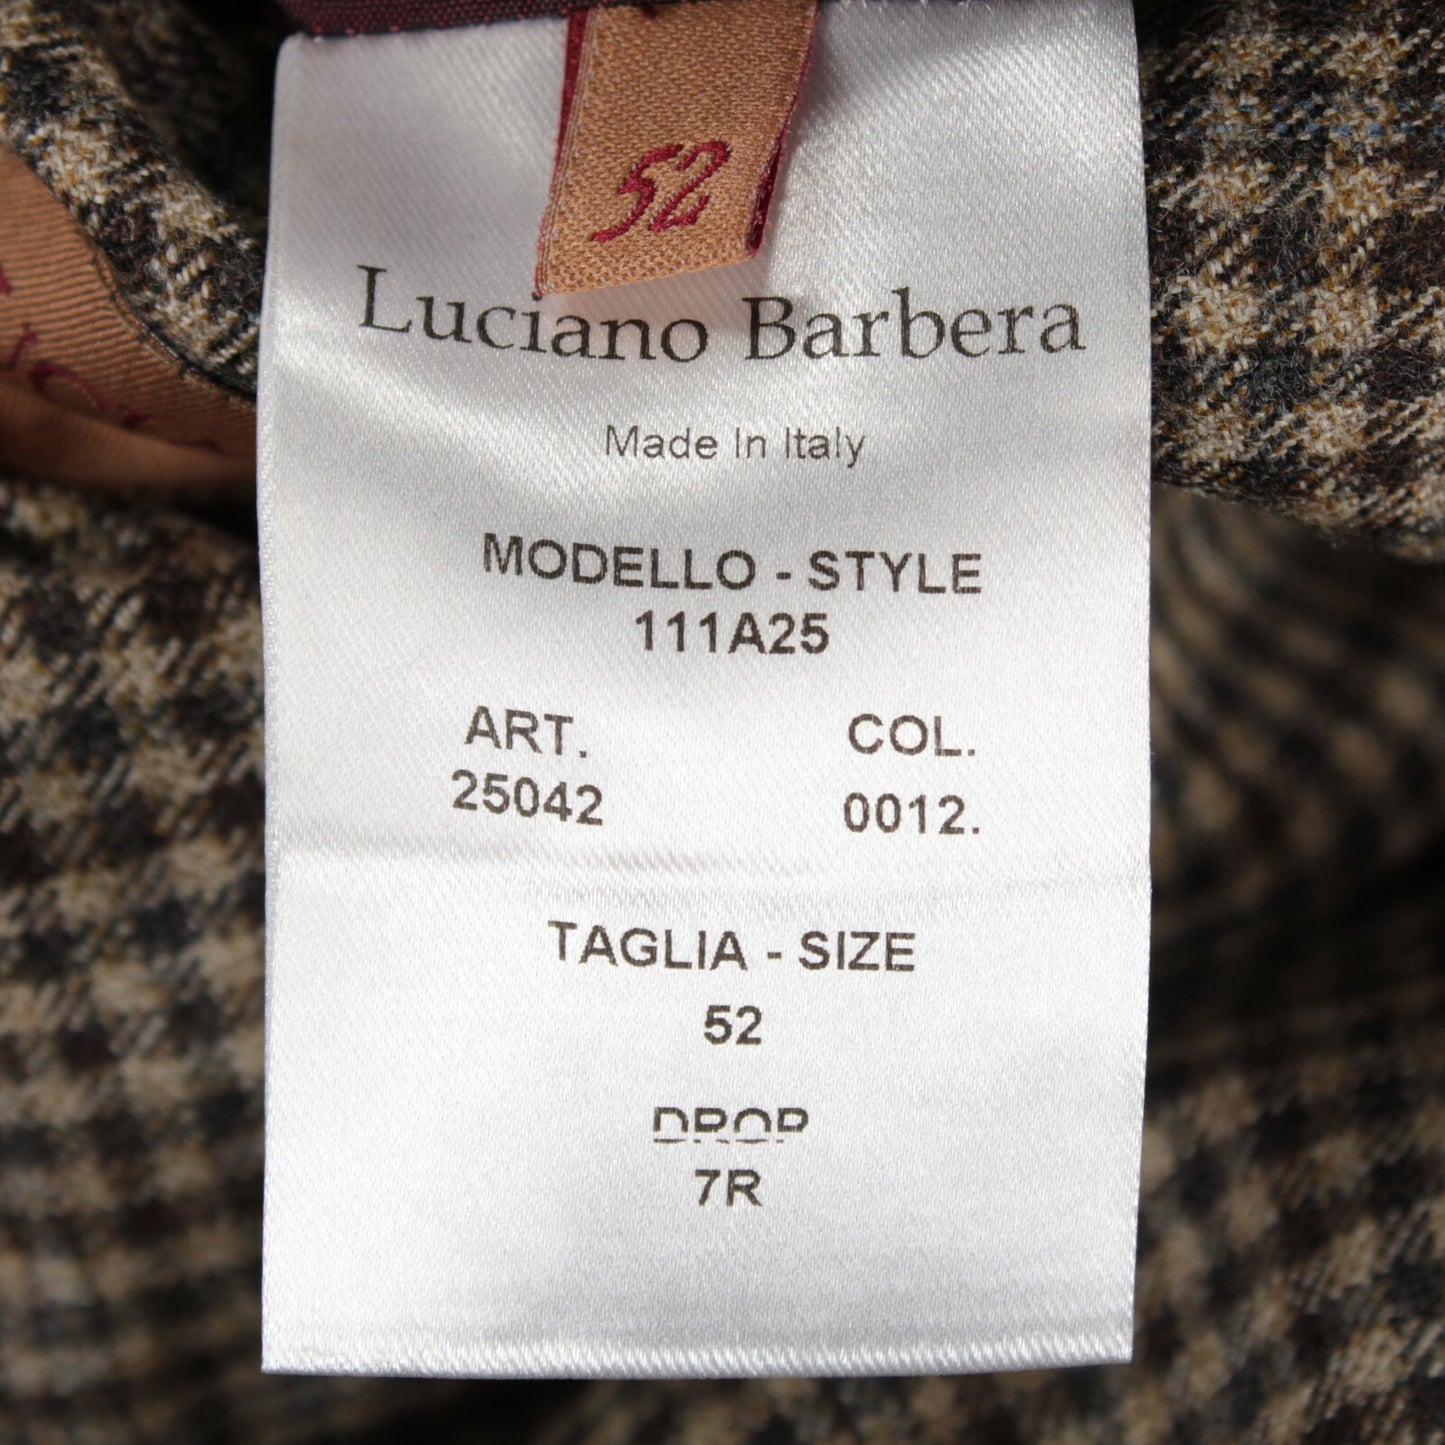 52
Luciano Barbera
Made In Italy
MODELLO - STYLE
111A25
ART. COL.
25042 0012.
TAGLIA - SIZE
52
DROP
7R